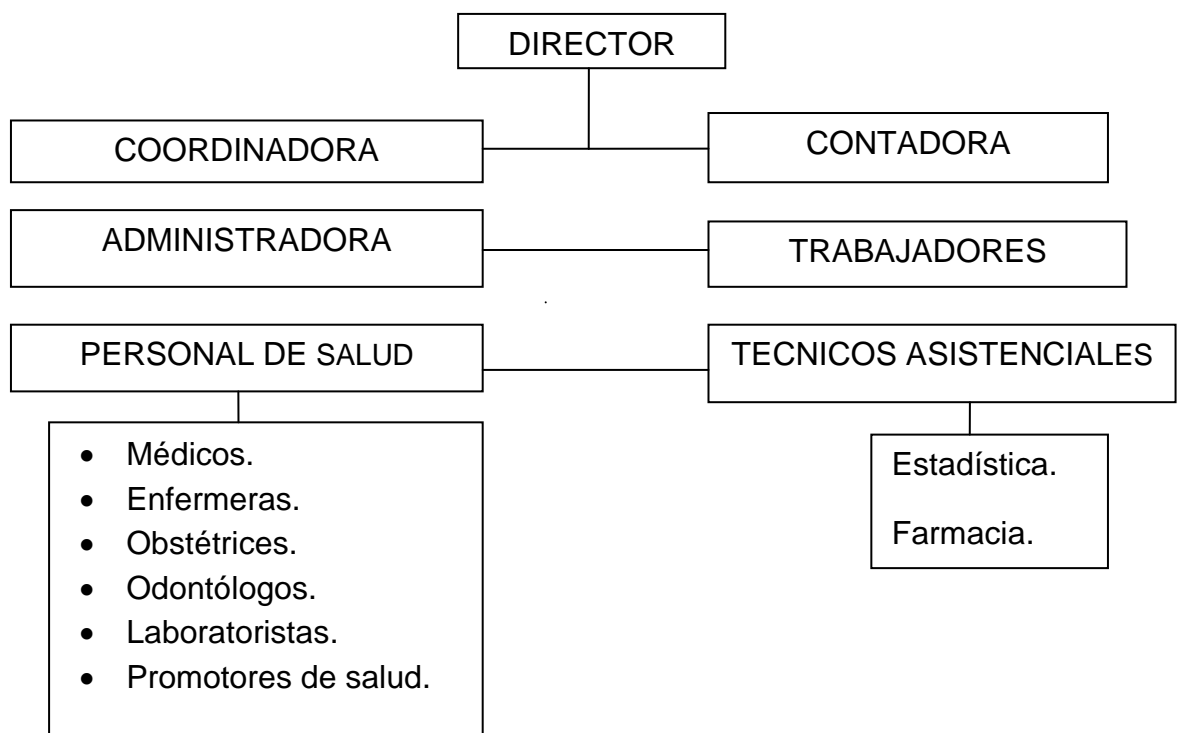 DIRECTOR
COORDINADORA
CONTADORA
ADMINISTRADORA
TRABAJADORES
PERSONAL DE SALUD
TECNICOS ASISTENCIALES
• Médicos.
• Enfermeras.
• Obstétrices.
• Odontólogos.
• Laboratoristas.
• Promotores de salud.
Estadística.
Farmacia.